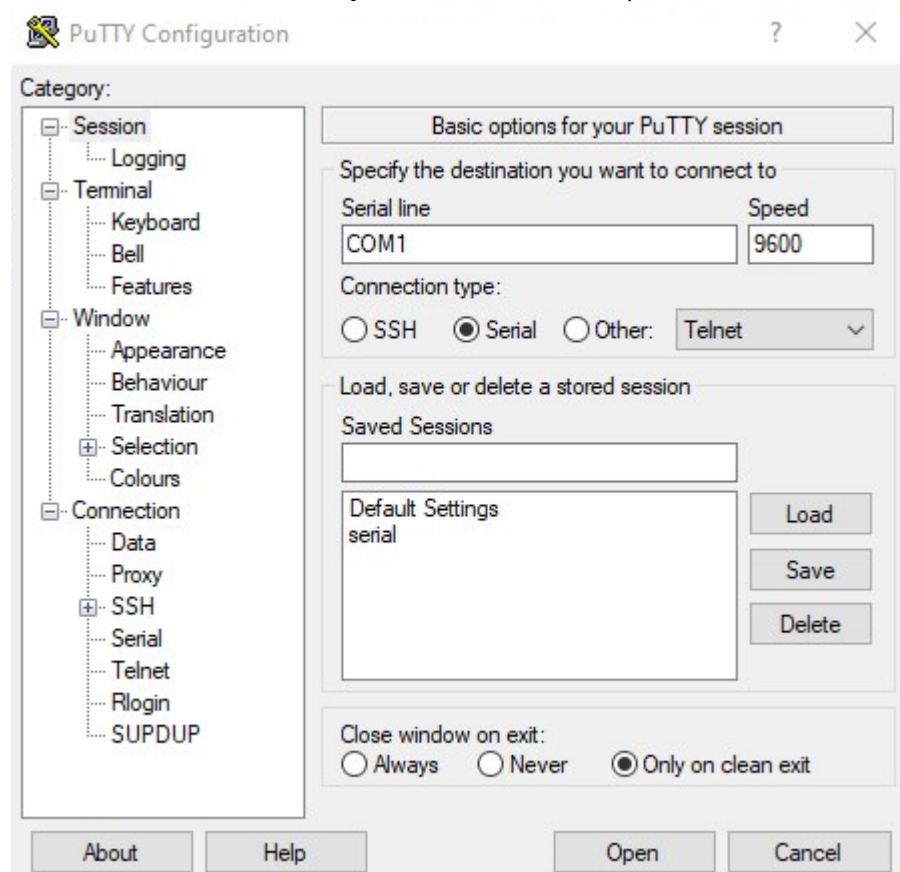 PuTTY Configuration
?
Category:
Session
Logging
Terminal
Keyboard
Bell
Features
Window
Appearance
Behaviour
Translation
Selection
Colours
Connection
Data
Proxy
SSH
Serial
Telnet
Rlogin
SUPDUP
Basic options for your PuTTY session
Specify the destination you want to connect to
Serial line Speed
COM1 9600
Connection type:
SSH Serial Other: Telnet
Load, save or delete a stored session
Saved Sessions
Default Settings
serial
Load
Save
Delete
Close window on exit:
Always Never Only on clean exit
About Help Open Cancel